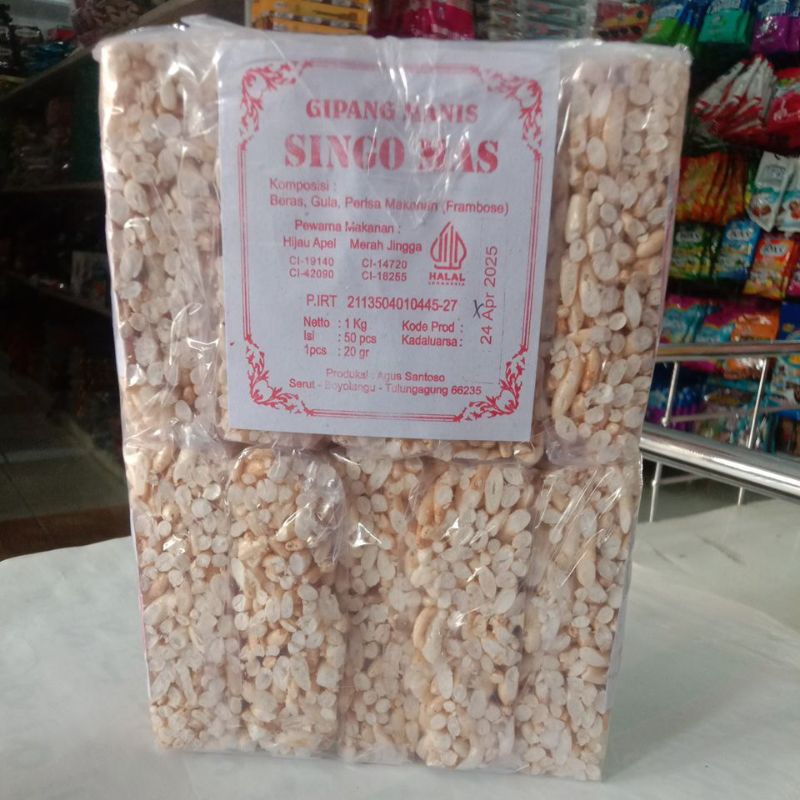 GIPANG MANIS
SINGO MAS
Komposisi :
Beras, Gula, Perisa Makanan (Frambose)
Pewarna Makanan :
Hijau Apel Merah Jingga
CI-19140 CI-14720
CI-42090 CI-16255
HALAL
INDONESIA
P.IRT 2113504010445-27
Netto : 1 Kg Kode Prod :
Isi : 50 pcs Kadaluarsa :
1pcs : 20 gr
X
24 Apr 2025
Produksi : Agus Santoso
Serut - Boyolangu - Tulungagung 66235